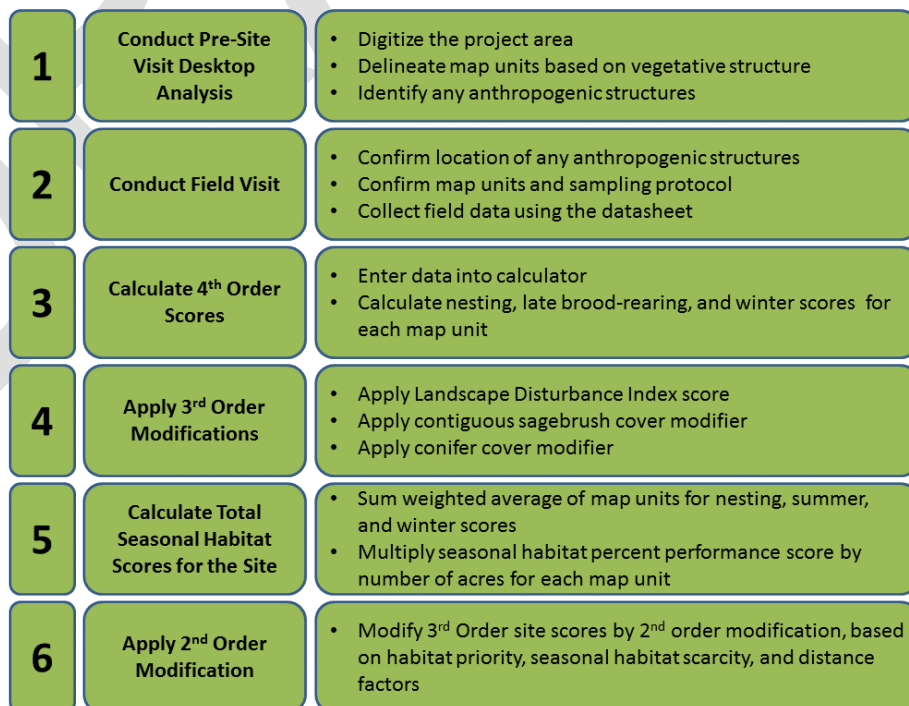 1
Conduct Pre-Site
Visit Desktop
Analysis
• Digitize the project area
• Delineate map units based on vegetative structure
• Identify any anthropogenic structures
2
Conduct Field Visit
• Confirm location of any anthropogenic structures
• Confirm map units and sampling protocol
• Collect field data using the datasheet
3
Calculate 4th Order
Scores
• Enter data into calculator
• Calculate nesting, late brood-rearing, and winter scores for
each map unit
4
Apply 3rd Order
Modifications
• Apply Landscape Disturbance Index score
• Apply contiguous sagebrush cover modifier
• Apply conifer cover modifier
5
Calculate Total
Seasonal Habitat
Scores for the Site
• Sum weighted average of map units for nesting, summer,
and winter scores
• Multiply seasonal habitat percent performance score by
number of acres for each map unit
6
Apply 2nd Order
Modification
• Modify 3rd Order site scores by 2nd order modification, based
on habitat priority, seasonal habitat scarcity, and distance
factors